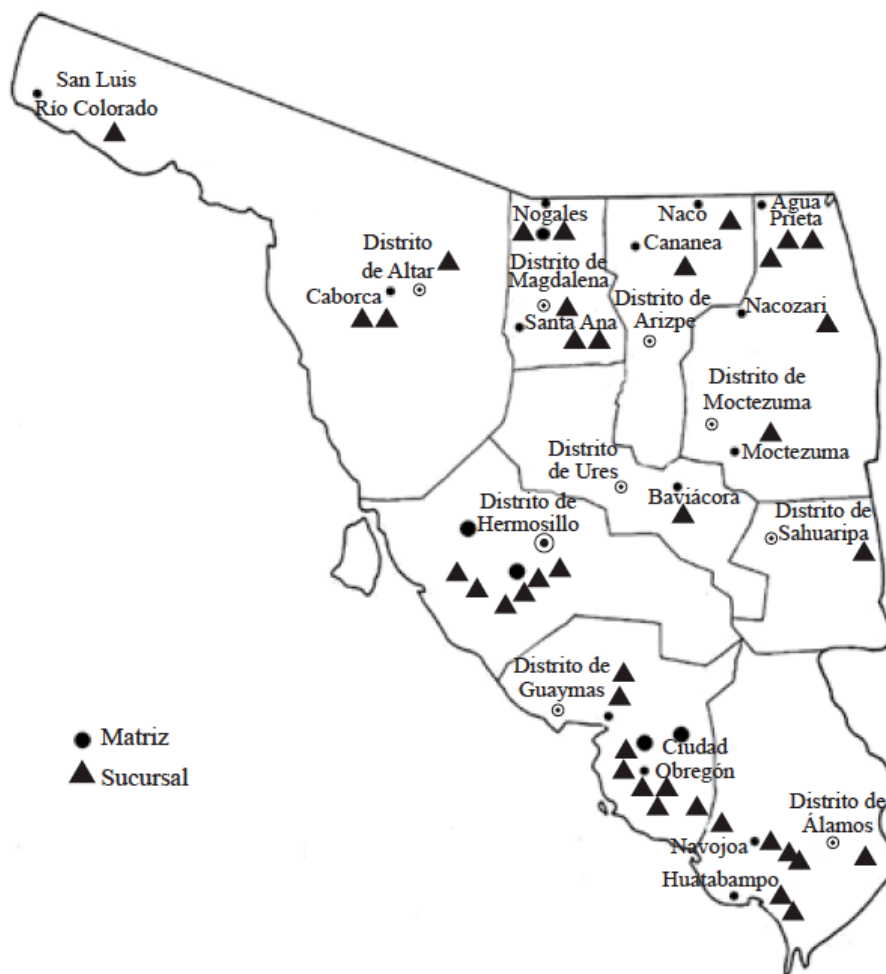 San Luis
Río Colorado
Distrito
de Altar
Caborca
Nogales
Distrito de
Magdalena
Santa Ana
Naco
Cananea
Distrito de
Arizpe
Agua
Prieta
Nacozari
Distrito de
Moctezuma
Moctezuma
Distrito
de Ures
Baviácora
Distrito de
Hermosillo
Distrito de
Sahuaripa
Distrito de
Guaymas
Ciudad
Obregón
Distrito de
Álamos
Navojoa
Huatabampo
Matriz
Sucursal